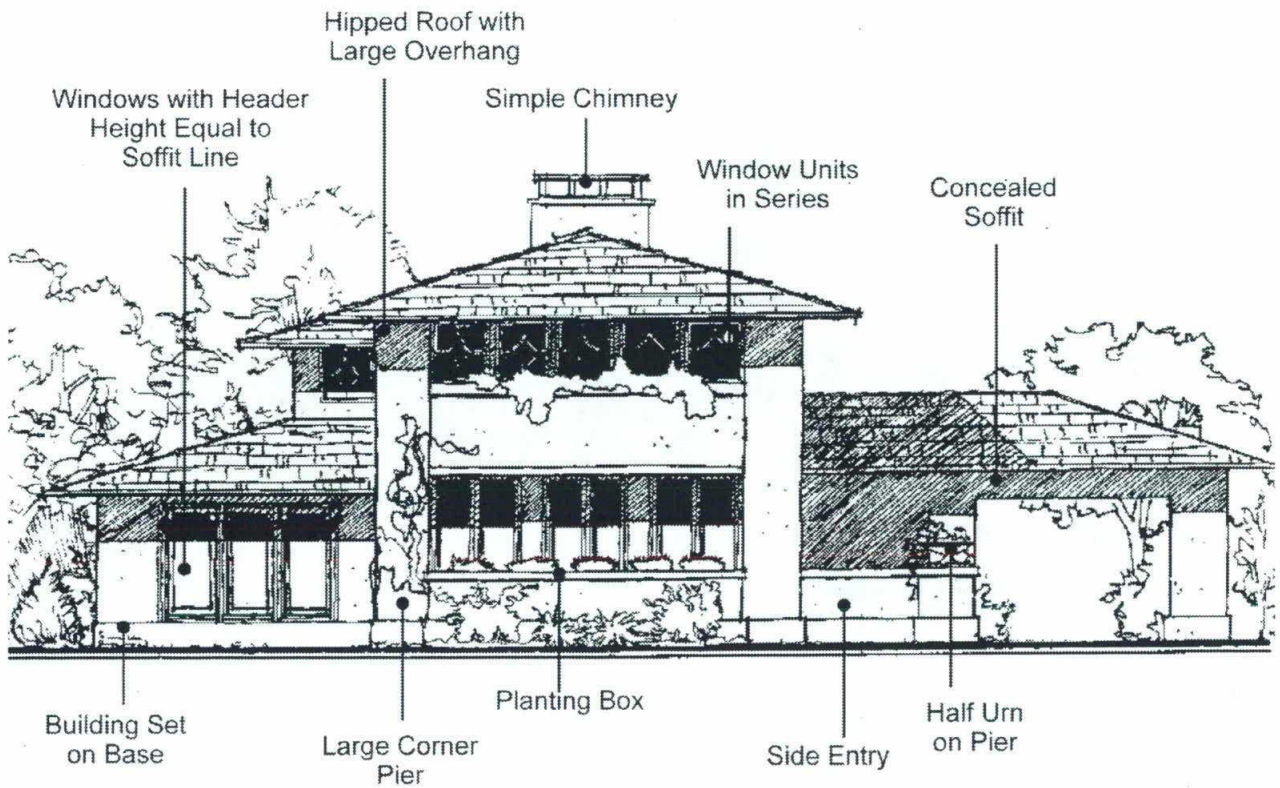 Hipped Roof with
Large Overhang
Windows with Header
Height Equal to
Soffit Line
Simple Chimney
Window Units
in Series
Concealed
Soffit
Building Set
on Base
Large Corner
Pier
Planting Box
Side Entry
Half Urn
on Pier